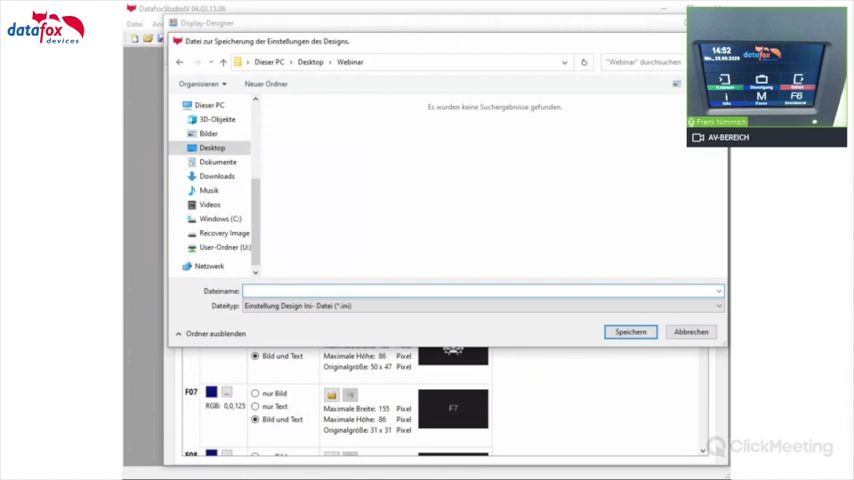 datafox
devices
DatafoxStudioIV 04.03.15.06
Datei
Display-Designer
Datei zur Speicherung der Einstellungen des Designs.
Dieser PC > Desktop > Webinar
"Webinar" durchsuchen
Organisieren
Neuer Ordner
Es wurden keine Suchergebnisse gefunden.
Dieser PC
3D-Objekte
Bilder
Desktop
Dokumente
Downloads
Musik
Videos
Windows (C:)
Recovery Image
User-Ordner (U:)
Netzwerk
Dateiname:
Dateityp: Einstellung Design Ini- Datei (*.ini)
Ordner ausblenden
Speichern
Abbrechen
Bild und Text
Maximale Höhe: 86 Pixel
Originalgröße: 50 x 47 Pixel
F07
RGB: 0,0,125
nur Bild
nur Text
Bild und Text
Maximale Breite: 155 Pixel
Maximale Höhe: 86 Pixel
Originalgröße: 31 x 31 Pixel
F7
F08
14:52
datafox
Kommen
Dienstgang
Gehen
M
F6
Info
Pause
Frank Nimmich
AV-BEREICH
ClickMeeting